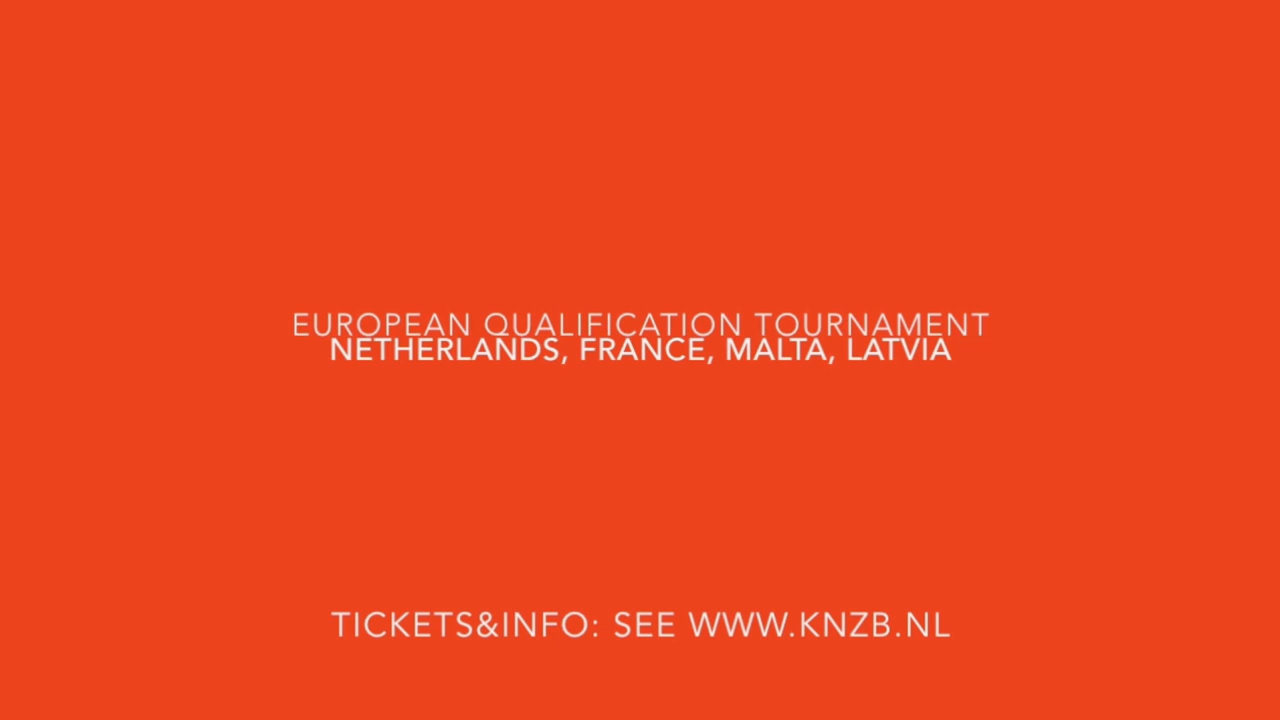 EUROPEAN QUALIFICATION TOURNAMENT
NETHERLANDS, FRANCE, MALTA, LATVIA
TICKETS&INFO: SEE WWW.KNZB.NL